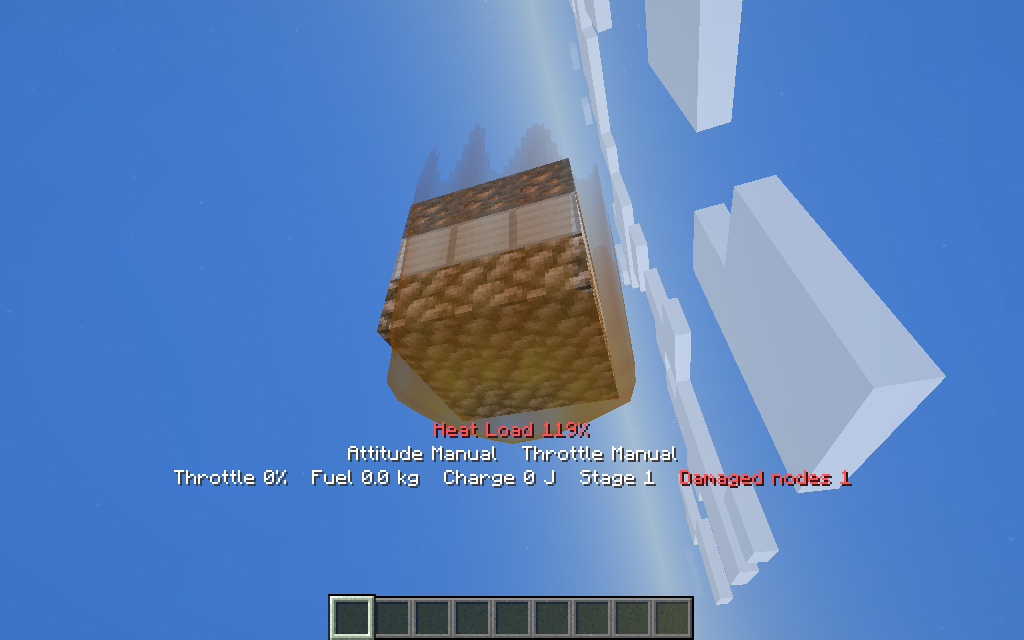 Heat Load 119%
Attitude Manual Throttle Manual
Throttle 0% Fuel 0.0 kg Charge 0 J Stage 1 Damaged nodes 1